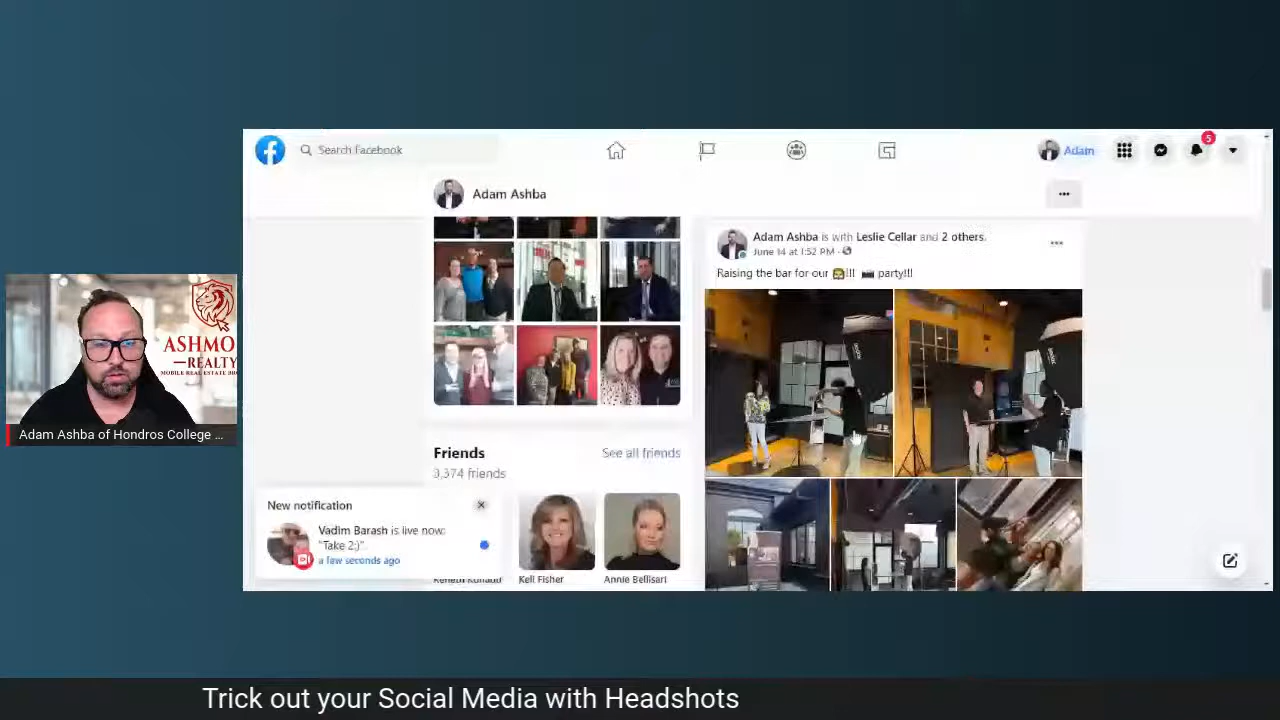 Search Facebook
Adam
5
Adam Ashba
Adam Ashba is with Leslie Cellar and 2 others.
June 14 at 1:52 PM ·
Raising the bar for our !!! party!!!
ASHMO
REALTY
Adam Ashba of Hondros College ...
Friends
See all friends
3,374 friends
New notification
Vadim Barash is live now:
"Take 2;)".
a few seconds ago
Kell Fisher
Annie Bellisari
Trick out your Social Media with Headshots